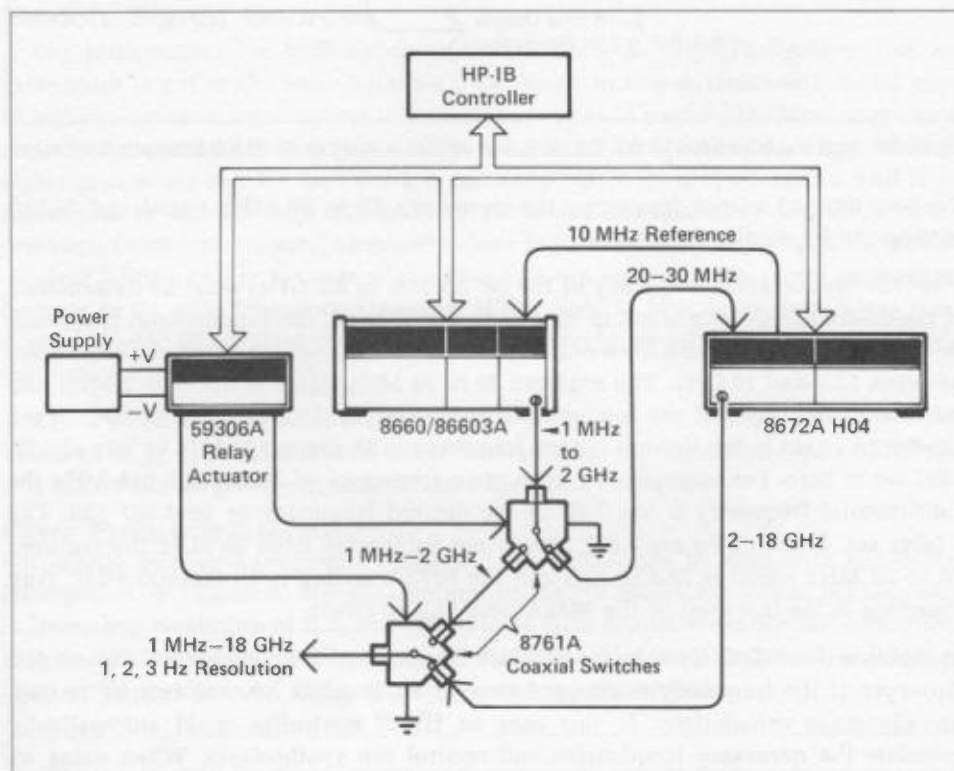 HP-IB
Controller
10 MHz Reference
20–30 MHz
Power
Supply
+V
–V
59306A
Relay
Actuator
8660/86603A
8672A H04
1 MHz
to
2 GHz
1 MHz–2 GHz
2–18 GHz
1 MHz–18 GHz
1, 2, 3 Hz Resolution
8761A
Coaxial Switches